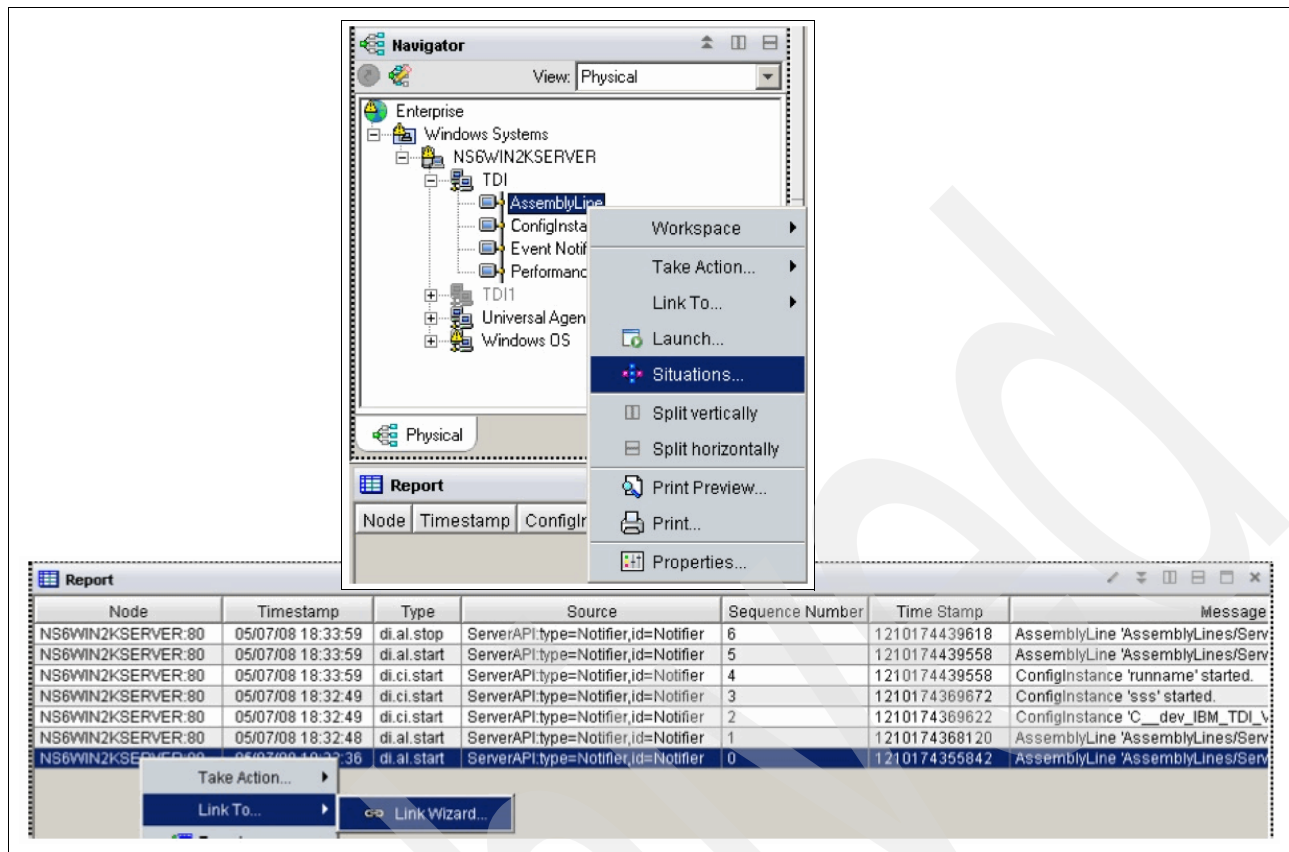 Navigator
View: Physical
Enterprise
Windows Systems
NS6WIN2KSERVER
TDI
AssemblyLine
ConfigInsta
Event Notif
Performanc
TDI1
Universal Agen
Windows OS
Workspace
Take Action...
Link To...
Launch...
Situations...
Split vertically
Split horizontally
Print Preview...
Print...
Properties...
Physical
Report
Node Timestamp ConfigIn
Report
Node Timestamp Type Source Sequence Number Time Stamp Message
NS6WIN2KSERVER:80 05/07/08 18:33:59 di.al.stop ServerAPI:type=Notifier,id=Notifier 6 1210174439618 AssemblyLine 'AssemblyLines/Serv
NS6WIN2KSERVER:80 05/07/08 18:33:59 di.al.start ServerAPI:type=Notifier,id=Notifier 5 1210174439558 AssemblyLine 'AssemblyLines/Serv
NS6WIN2KSERVER:80 05/07/08 18:33:59 di.ci.start ServerAPI:type=Notifier,id=Notifier 4 1210174439558 ConfigInstance 'runname' started.
NS6WIN2KSERVER:80 05/07/08 18:32:49 di.ci.start ServerAPI:type=Notifier,id=Notifier 3 1210174369672 ConfigInstance 'sss' started.
NS6WIN2KSERVER:80 05/07/08 18:32:49 di.ci.start ServerAPI:type=Notifier,id=Notifier 2 1210174369622 ConfigInstance 'C__dev_IBM_TDI_V
NS6WIN2KSERVER:80 05/07/08 18:32:48 di.al.start ServerAPI:type=Notifier,id=Notifier 1 1210174368120 AssemblyLine 'AssemblyLines/Serv
di.al.start ServerAPI:type=Notifier,id=Notifier 0 1210174355842 AssemblyLine 'AssemblyLines/Serv
Take Action...
Link To...
Link Wizard...